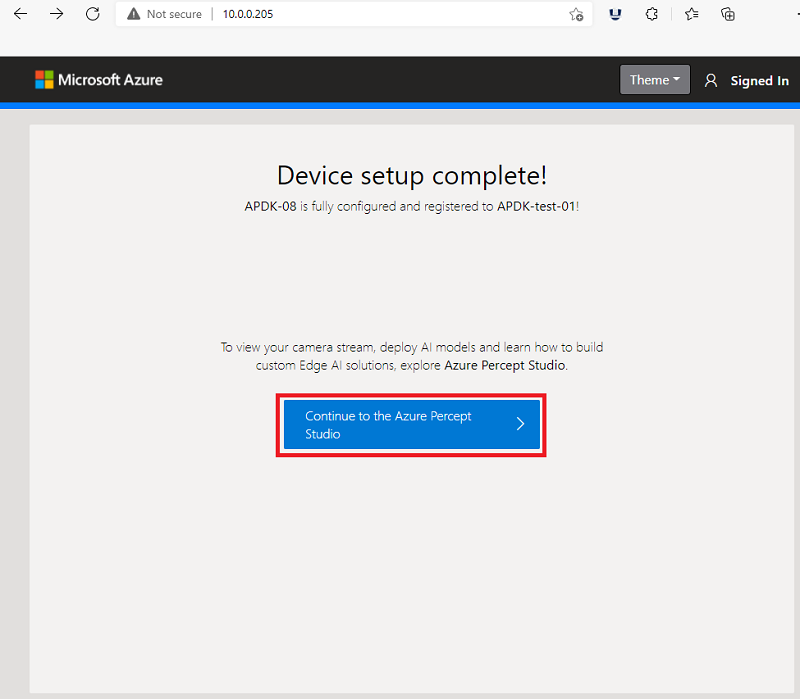 Not secure
10.0.0.205
Microsoft Azure
Theme
Signed In
Device setup complete!
APDK-08 is fully configured and registered to APDK-test-01!
To view your camera stream, deploy AI models and learn how to build
custom Edge AI solutions, explore Azure Percept Studio.
Continue to the Azure Percept
Studio